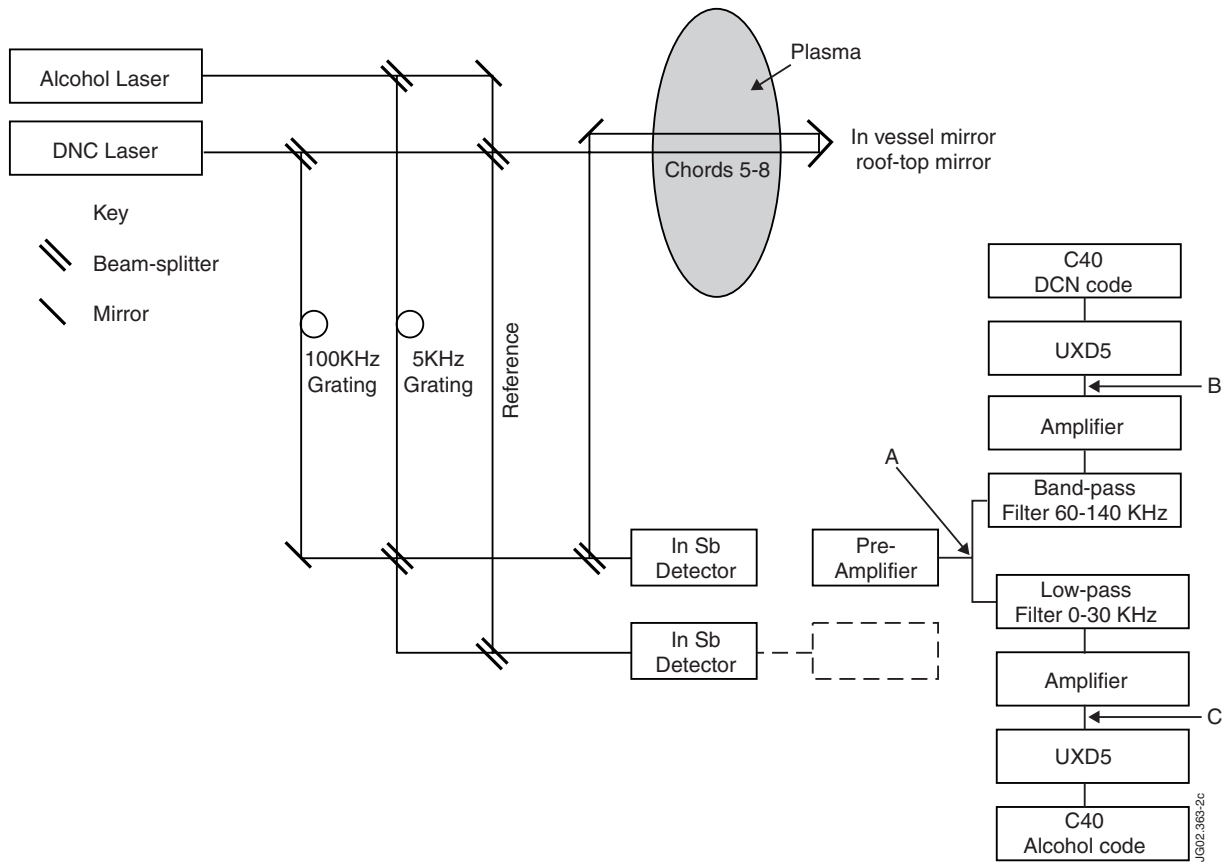 Alcohol Laser
DNC Laser
Plasma
In vessel mirror
roof-top mirror
Chords 5-8
Key
Beam-splitter
Mirror
100KHz
Grating
5KHz
Grating
Reference
C40
DCN code
UXD5
B
Amplifier
A
Band-pass
Filter 60-140 KHz
In Sb
Detector
Pre-
Amplifier
Low-pass
Filter 0-30 KHz
In Sb
Detector
Amplifier
C
UXD5
C40
Alcohol code
JG02.363-2c